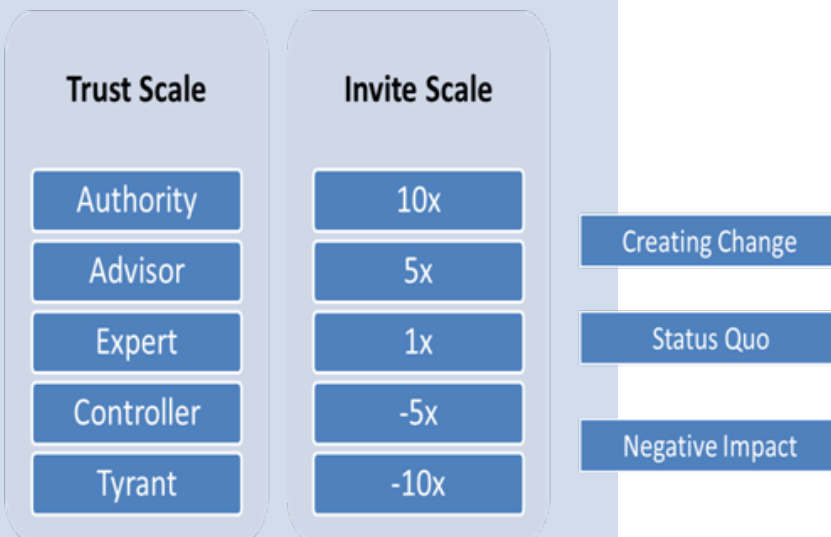 Trust Scale
Authority
Advisor
Expert
Controller
Tyrant
Invite Scale
10x
5x
1x
-5x
-10x
Creating Change
Status Quo
Negative Impact